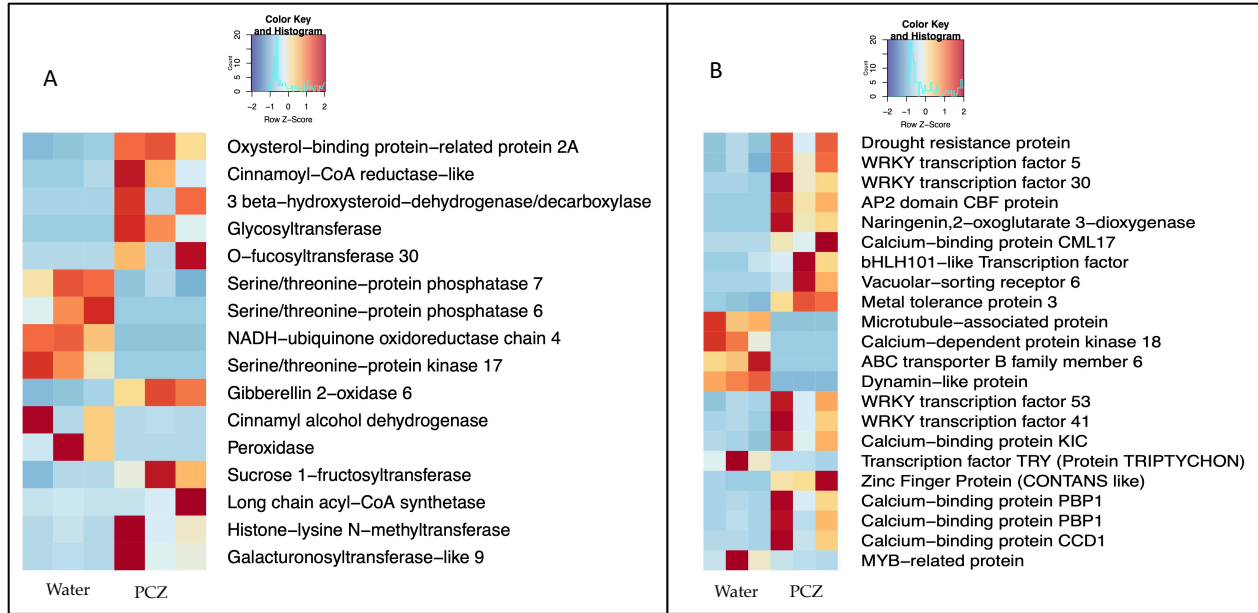 A
Color Key
and Histogram
Count
0 5 10 20
−2 −1 0 1 2
Row Z−Score
Oxysterol−binding protein−related protein 2A
Cinnamoyl−CoA reductase−like
3 beta−hydroxysteroid−dehydrogenase/decarboxylase
Glycosyltransferase
O−fucosyltransferase 30
Serine/threonine−protein phosphatase 7
Serine/threonine−protein phosphatase 6
NADH−ubiquinone oxidoreductase chain 4
Serine/threonine−protein kinase 17
Gibberellin 2−oxidase 6
Cinnamyl alcohol dehydrogenase
Peroxidase
Sucrose 1−fructosyltransferase
Long chain acyl−CoA synthetase
Histone−lysine N−methyltransferase
Galacturonosyltransferase−like 9
Water PCZ
B
Color Key
and Histogram
Count
0 5 10 20
−2 −1 0 1 2
Row Z−Score
Drought resistance protein
WRKY transcription factor 5
WRKY transcription factor 30
AP2 domain CBF protein
Naringenin,2−oxoglutarate 3−dioxygenase
Calcium−binding protein CML17
bHLH101−like Transcription factor
Vacuolar−sorting receptor 6
Metal tolerance protein 3
Microtubule−associated protein
Calcium−dependent protein kinase 18
ABC transporter B family member 6
Dynamin−like protein
WRKY transcription factor 53
WRKY transcription factor 41
Calcium−binding protein KIC
Transcription factor TRY (Protein TRIPTYCHON)
Zinc Finger Protein (CONTANS like)
Calcium−binding protein PBP1
Calcium−binding protein PBP1
Calcium−binding protein CCD1
MYB−related protein
Water PCZ